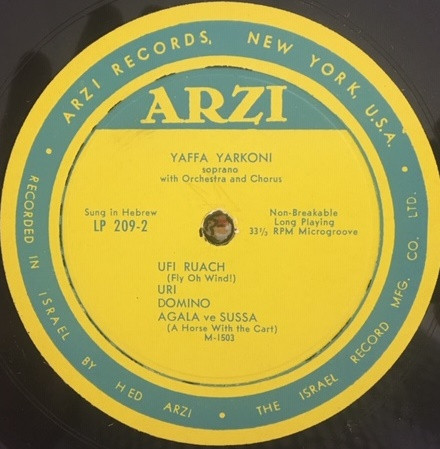 ARZI RECORDS, NEW YORK, U.S.A.
ARZI
YAFFA YARKONI
soprano
with Orchestra and Chorus
Sung in Hebrew
LP 209-2
Non-Breakable
Long Playing
33⅓ RPM Microgroove
UFI RUACH
(Fly Oh Wind!)
URI
DOMINO
AGALA ve SUSSA
(A Horse With the Cart)
M-1503
RECORDED IN ISRAEL BY HED ARZI • THE ISRAEL RECORD MFG. CO. LTD.